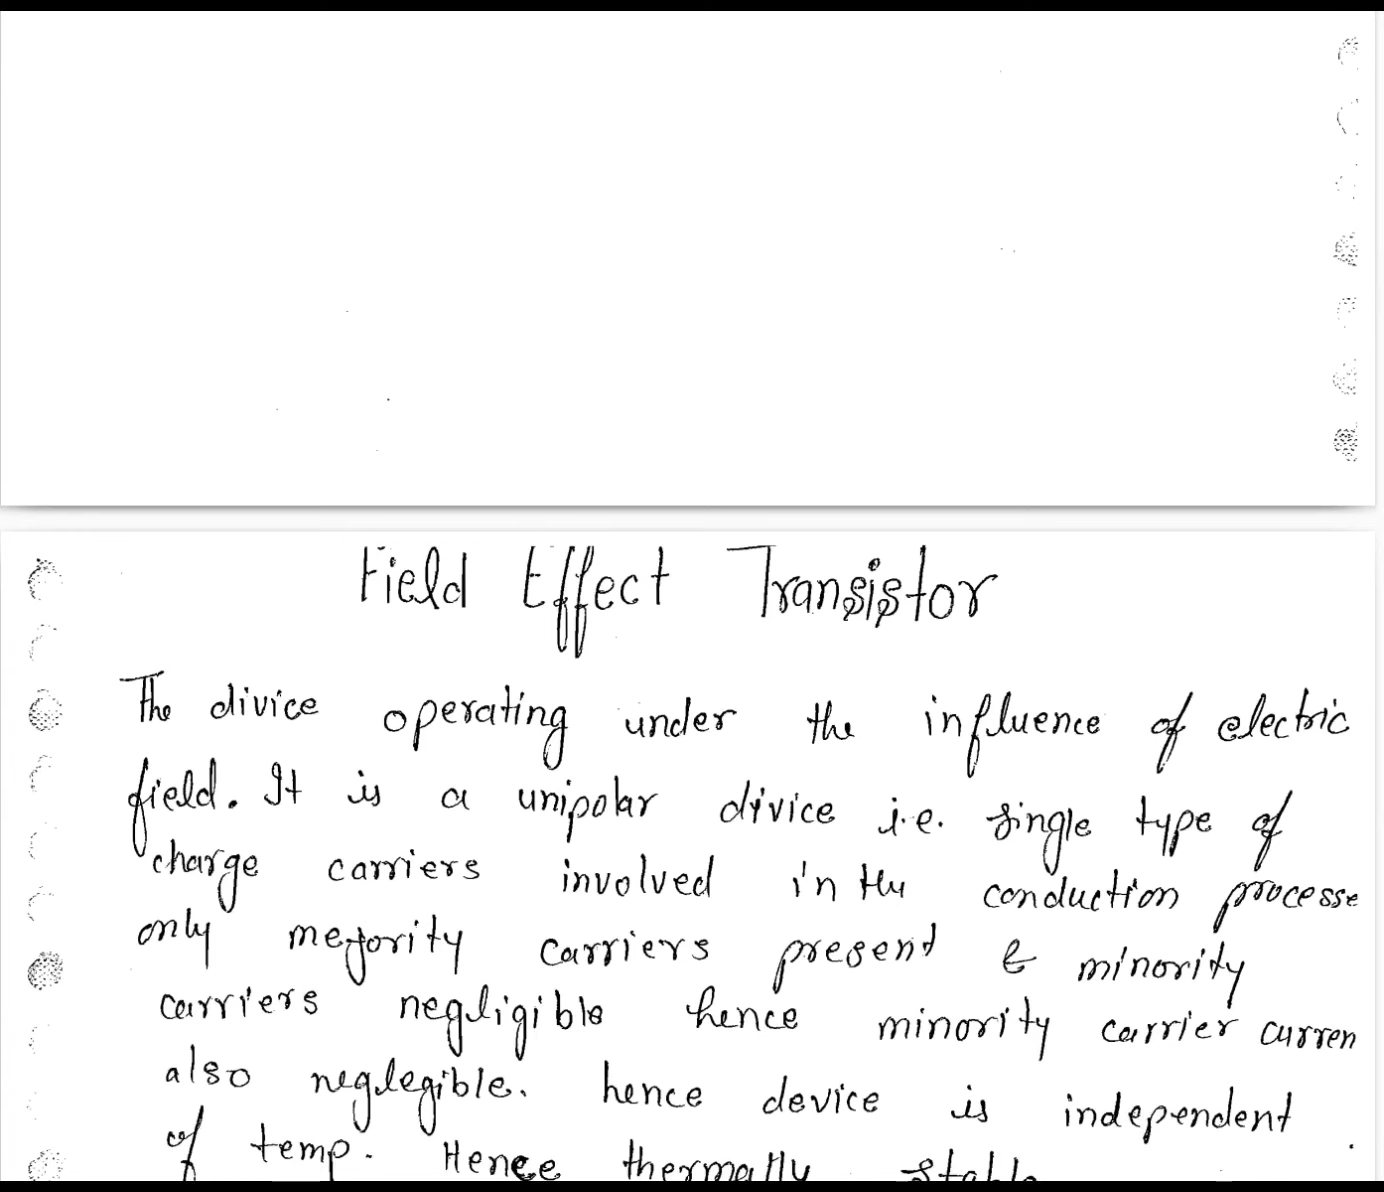 Field Effect Transistor
The divice operating under the influence of electric
field. It is a unipolar divice i.e. single type of
charge carriers involved in the conduction processe
only mejority carriers present & minority
carriers negligible hence minority carrier curren
also neglegible. hence device is independent
of temp. Hence thermally stable